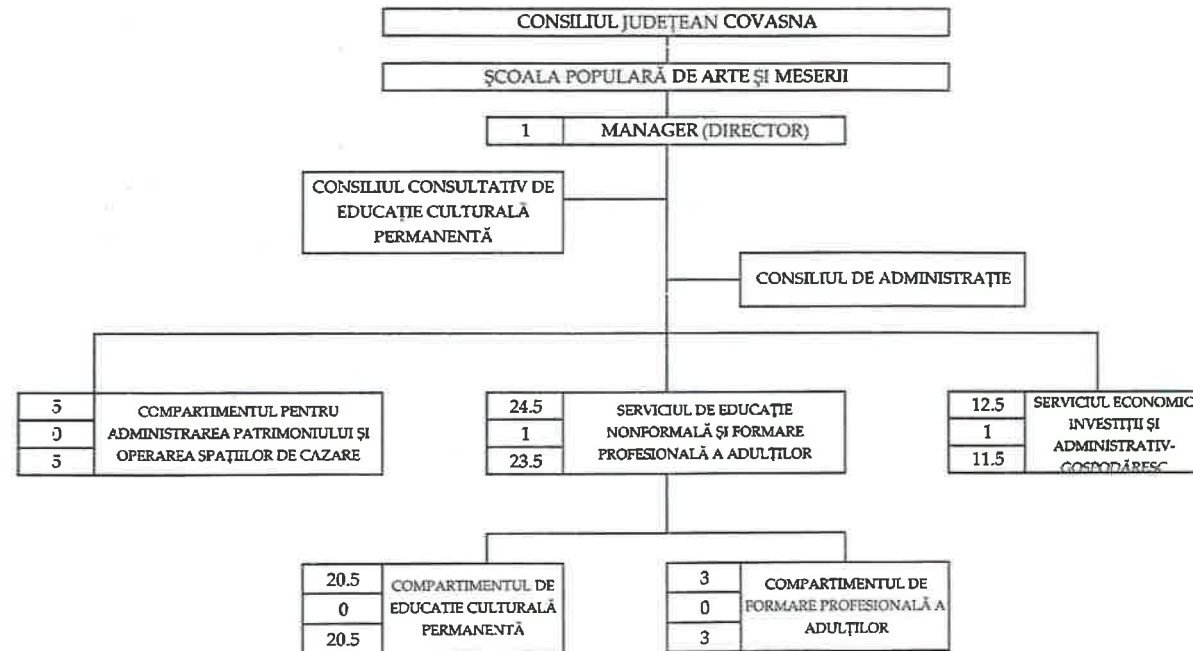 CONSILIUL JUDEȚEAN COVASNA
ȘCOALA POPULARĂ DE ARTE ȘI MESERII
1 MANAGER (DIRECTOR)
CONSILIUL CONSULTATIV DE
EDUCAȚIE CULTURALĂ
PERMANENTĂ
CONSILIUL DE ADMINISTRAȚIE
5
0
5
COMPARTIMENTUL PENTRU
ADMINISTRAREA PATRIMONIULUI ȘI
OPERAREA SPAȚIILOR DE CAZARE
24.5
1
23.5
SERVICIUL DE EDUCAȚIE
NONFORMALĂ ȘI FORMARE
PROFESIONALĂ A ADULȚILOR
12.5
1
11.5
SERVICIUL ECONOMIC
INVESTIȚII ȘI
ADMINISTRATIV-
GOSPODĂRESC
20.5
0
20.5
COMPARTIMENTUL DE
EDUCAȚIE CULTURALĂ
PERMANENTĂ
3
0
3
COMPARTIMENTUL DE
FORMARE PROFESIONALĂ A
ADULȚILOR